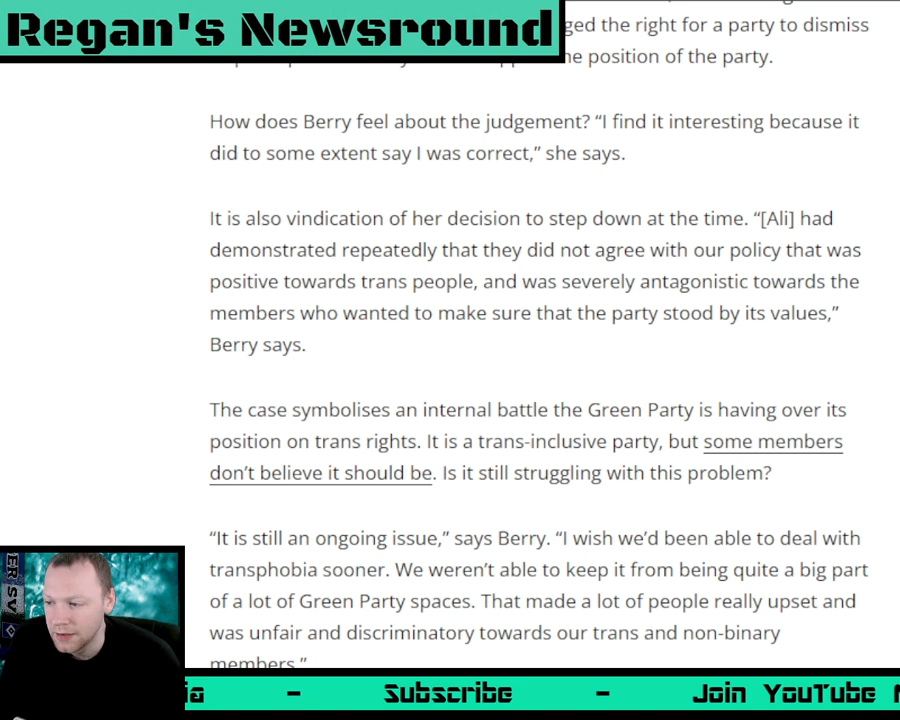 Regan's Newsround
ged the right for a party to dismiss
he position of the party.
How does Berry feel about the judgement? “I find it interesting because it
did to some extent say I was correct,” she says.
It is also vindication of her decision to step down at the time. “[Ali] had
demonstrated repeatedly that they did not agree with our policy that was
positive towards trans people, and was severely antagonistic towards the
members who wanted to make sure that the party stood by its values,”
Berry says.
The case symbolises an internal battle the Green Party is having over its
position on trans rights. It is a trans-inclusive party, but some members
don’t believe it should be. Is it still struggling with this problem?
“It is still an ongoing issue,” says Berry. “I wish we’d been able to deal with
transphobia sooner. We weren’t able to keep it from being quite a big part
of a lot of Green Party spaces. That made a lot of people really upset and
was unfair and discriminatory towards our trans and non-binary
members.”
ia - Subscribe - Join YouTube